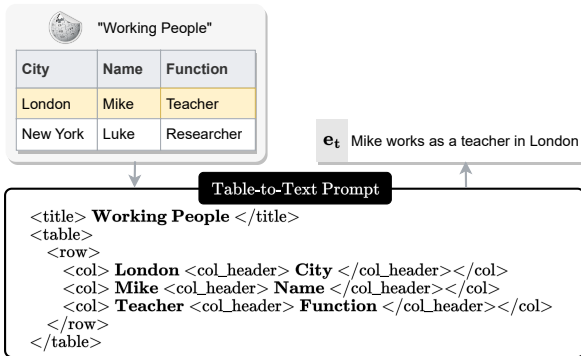 "Working People"
City Name Function
London Mike Teacher
New York Luke Researcher
e_t Mike works as a teacher in London
Table-to-Text Prompt
<title> Working People </title>
<table>
<row>
<col> London <col_header> City </col_header></col>
<col> Mike <col_header> Name </col_header></col>
<col> Teacher <col_header> Function </col_header></col>
</row>
</table>